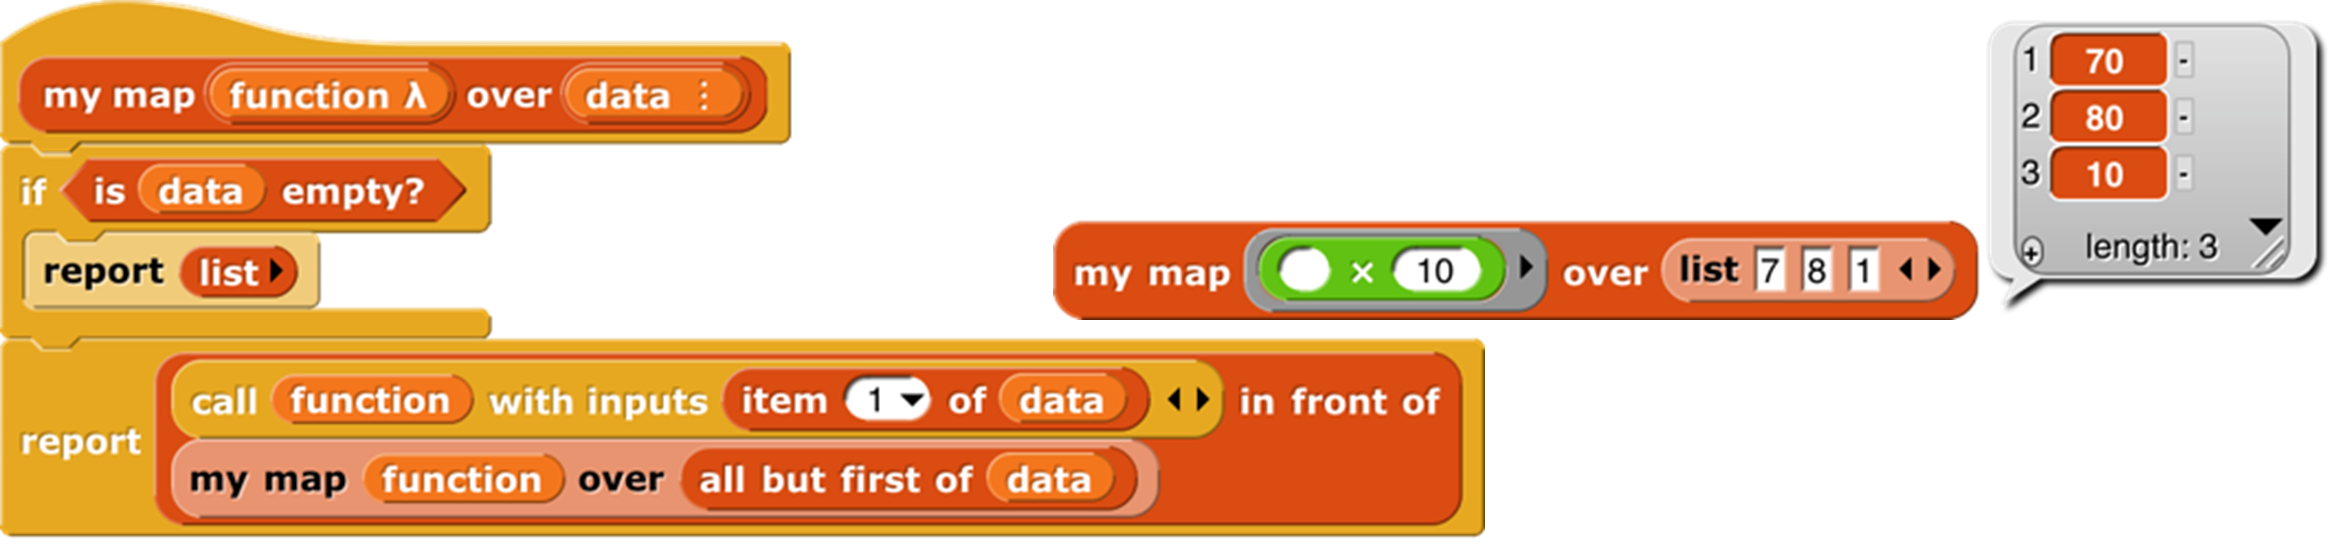 my map function λ over data ⋮
if is data empty?
report list
report call function with inputs item 1 of data in front of
my map function over all but first of data
my map × 10 over list 7 8 1
1 70 -
2 80 -
3 10 -
+ length: 3